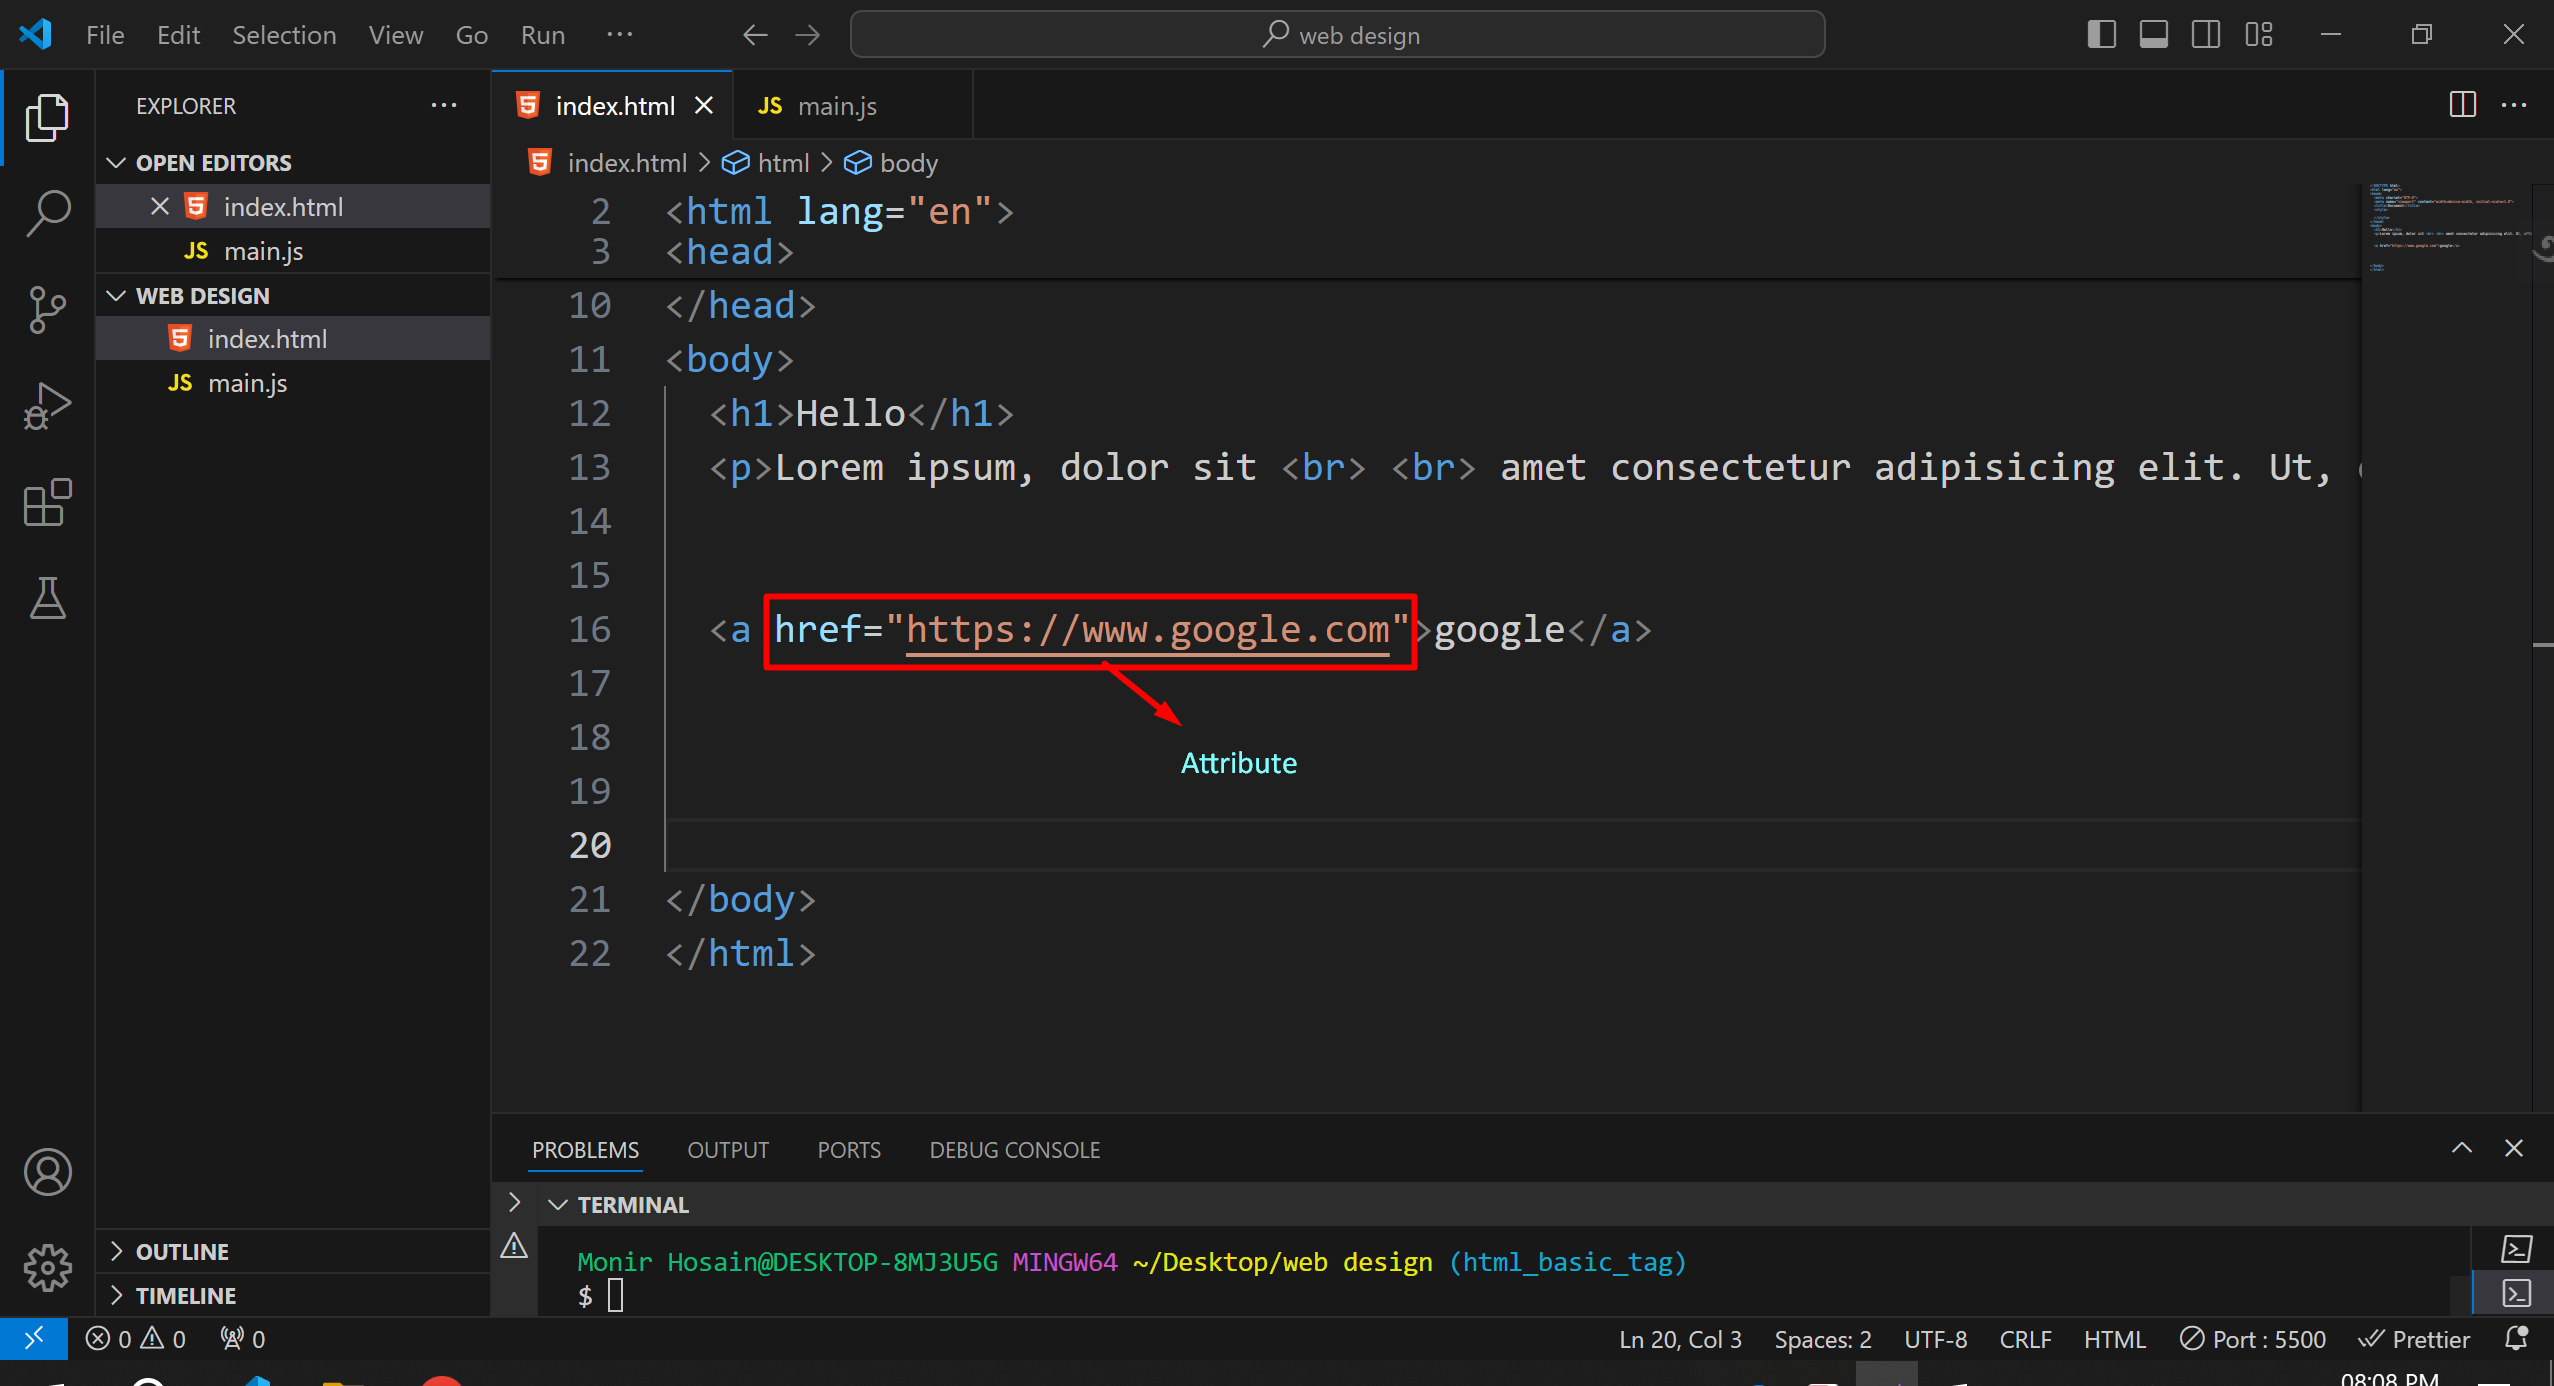 File Edit Selection View Go Run ··· web design
EXPLORER ···
OPEN EDITORS
index.html
JS main.js
WEB DESIGN
index.html
JS main.js
OUTLINE
TIMELINE
index.html
JS main.js
index.html > html > body
2 <html lang="en">
3 <head>
10 </head>
11 <body>
12 <h1>Hello</h1>
13 <p>Lorem ipsum, dolor sit <br> <br> amet consectetur adipisicing elit. Ut,
14
15
16 <a href="https://www.google.com">google</a>
17
18
Attribute
19
20
21 </body>
22 </html>
PROBLEMS OUTPUT PORTS DEBUG CONSOLE
TERMINAL
Monir Hosain@DESKTOP-8MJ3U5G MINGW64 ~/Desktop/web design (html_basic_tag)
$
0 0 0 Ln 20, Col 3 Spaces: 2 UTF-8 CRLF HTML Port : 5500 Prettier
08:08 PM